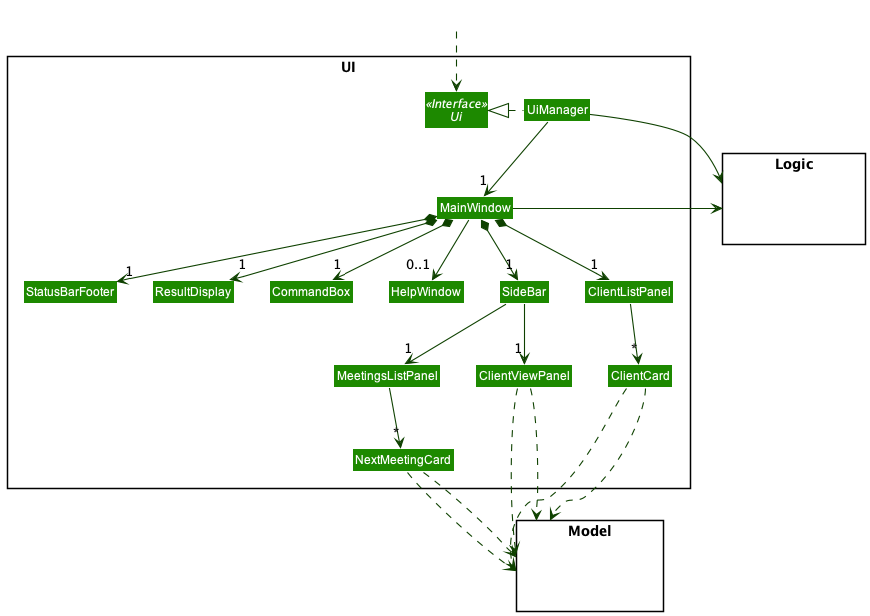 UI
«Interface»
Ui
UiManager
Logic
1
MainWindow
1
1
1
0..1
1
1
StatusBarFooter
ResultDisplay
CommandBox
HelpWindow
SideBar
ClientListPanel
1
1
*
MeetingsListPanel
ClientViewPanel
ClientCard
*
NextMeetingCard
Model